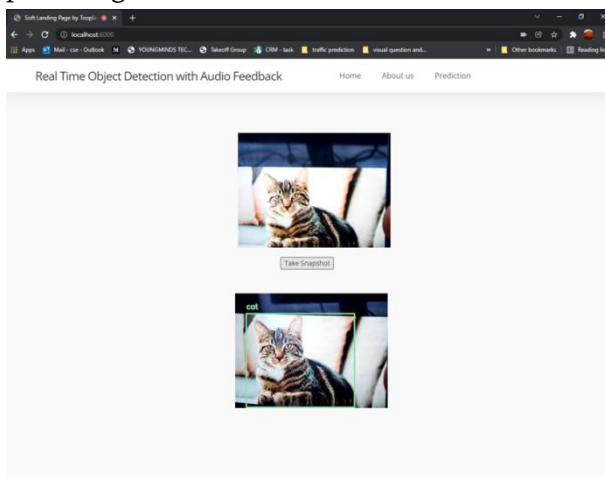 Soft Landing Page by Tooplate
localhost:5000
Apps Mail - cse - Outlook M YOUNGMINDS TEC... Takeoff Group CRM - task traffic prediction visual question and... » Other bookmarks Reading list
Real Time Object Detection with Audio Feedback Home About us Prediction
Take Snapshot
cat